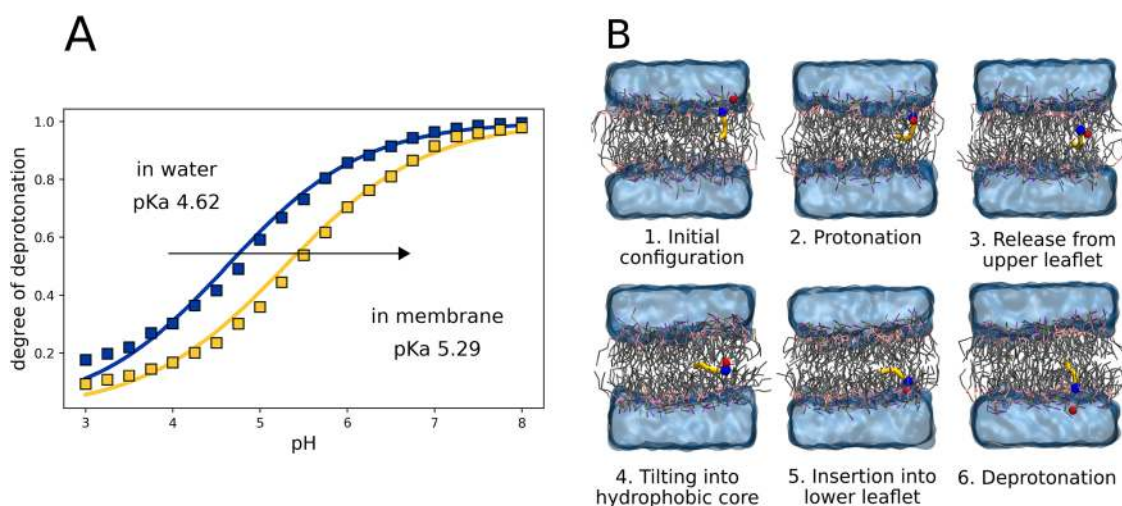 A
degree of deprotonation
1.0
0.8
0.6
0.4
0.2
in water
pKa 4.62
in membrane
pKa 5.29
3 4 5 6 7 8
pH
B
1. Initial
configuration
2. Protonation
3. Release from
upper leaflet
4. Tilting into
hydrophobic core
5. Insertion into
lower leaflet
6. Deprotonation